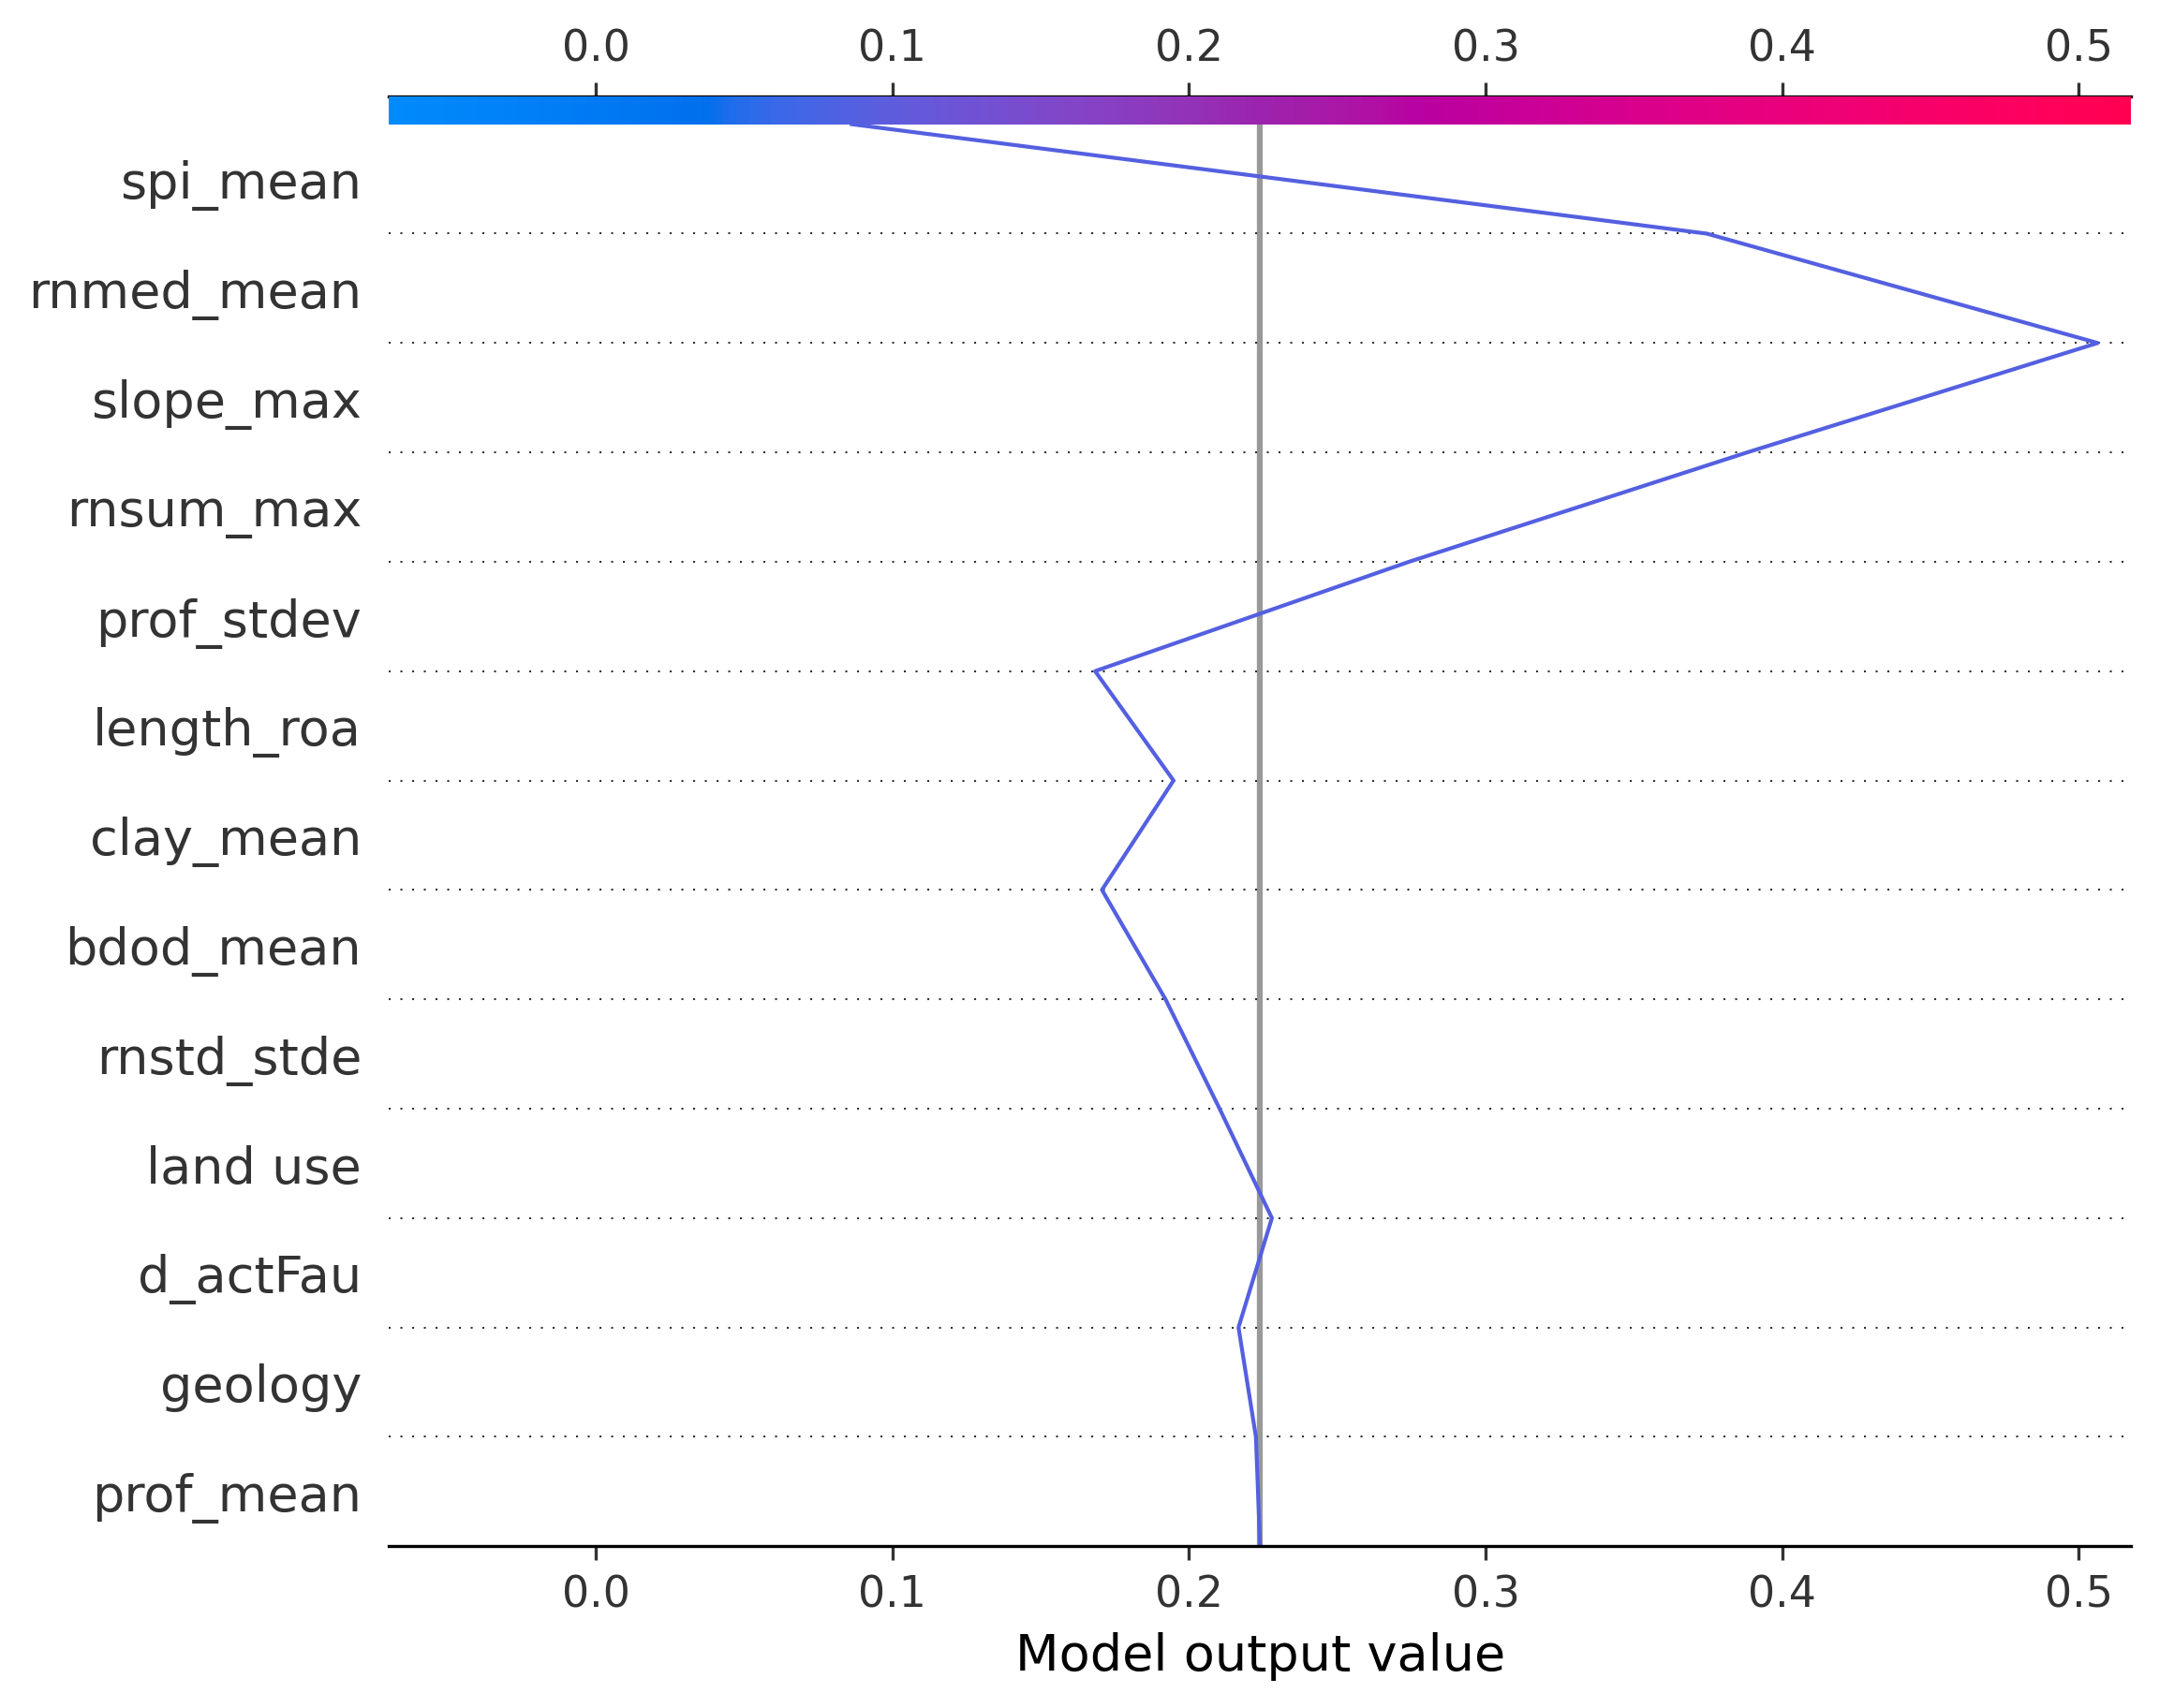 0.0 0.1 0.2 0.3 0.4 0.5
spi_mean
rnmed_mean
slope_max
rnsum_max
prof_stdev
length_roa
clay_mean
bdod_mean
rnstd_stde
land use
d_actFau
geology
prof_mean
0.0 0.1 0.2 0.3 0.4 0.5
Model output value